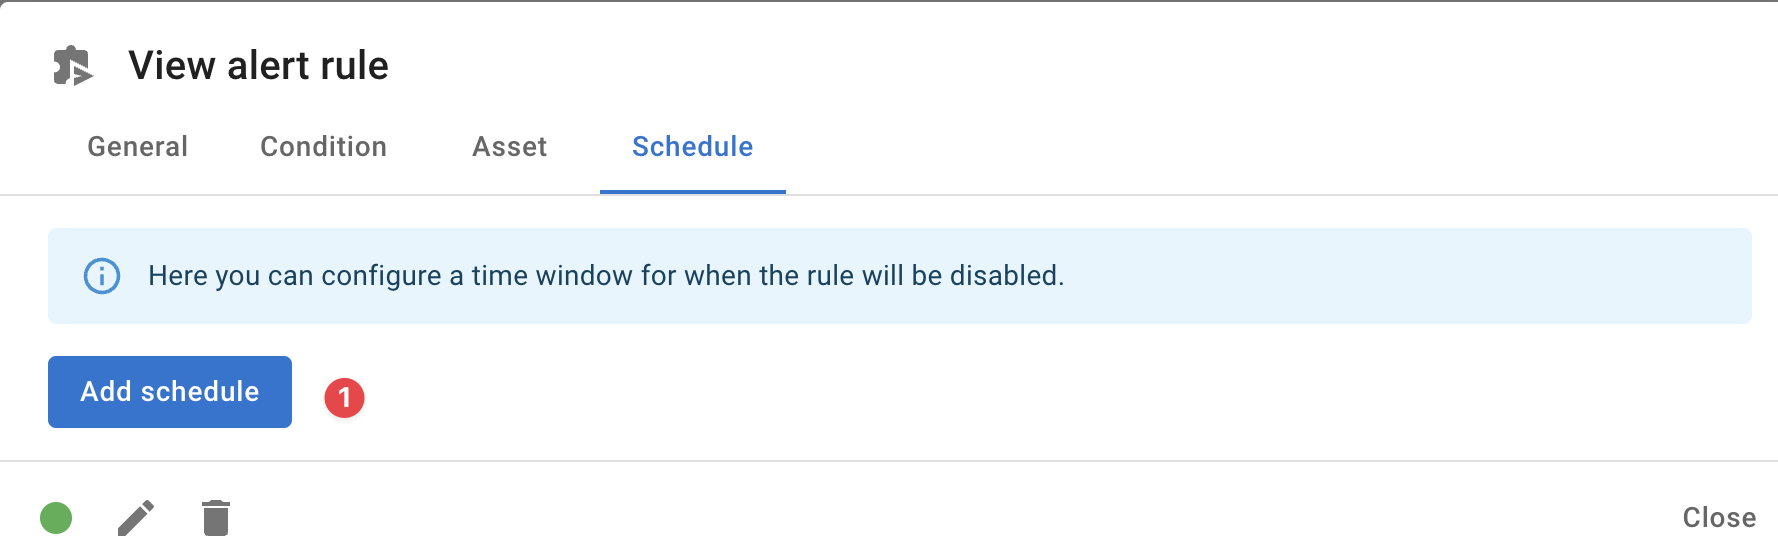 View alert rule
General Condition Asset Schedule
Here you can configure a time window for when the rule will be disabled.
Add schedule 1
Close